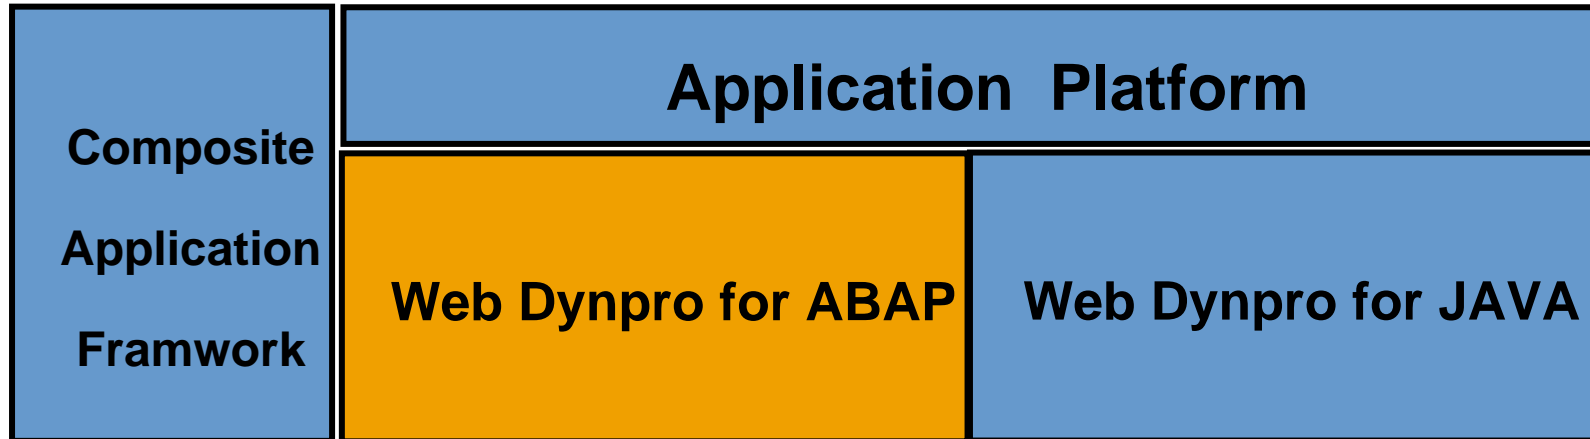 Composite
Application
Framwork
Application Platform
Web Dynpro for ABAP
Web Dynpro for JAVA